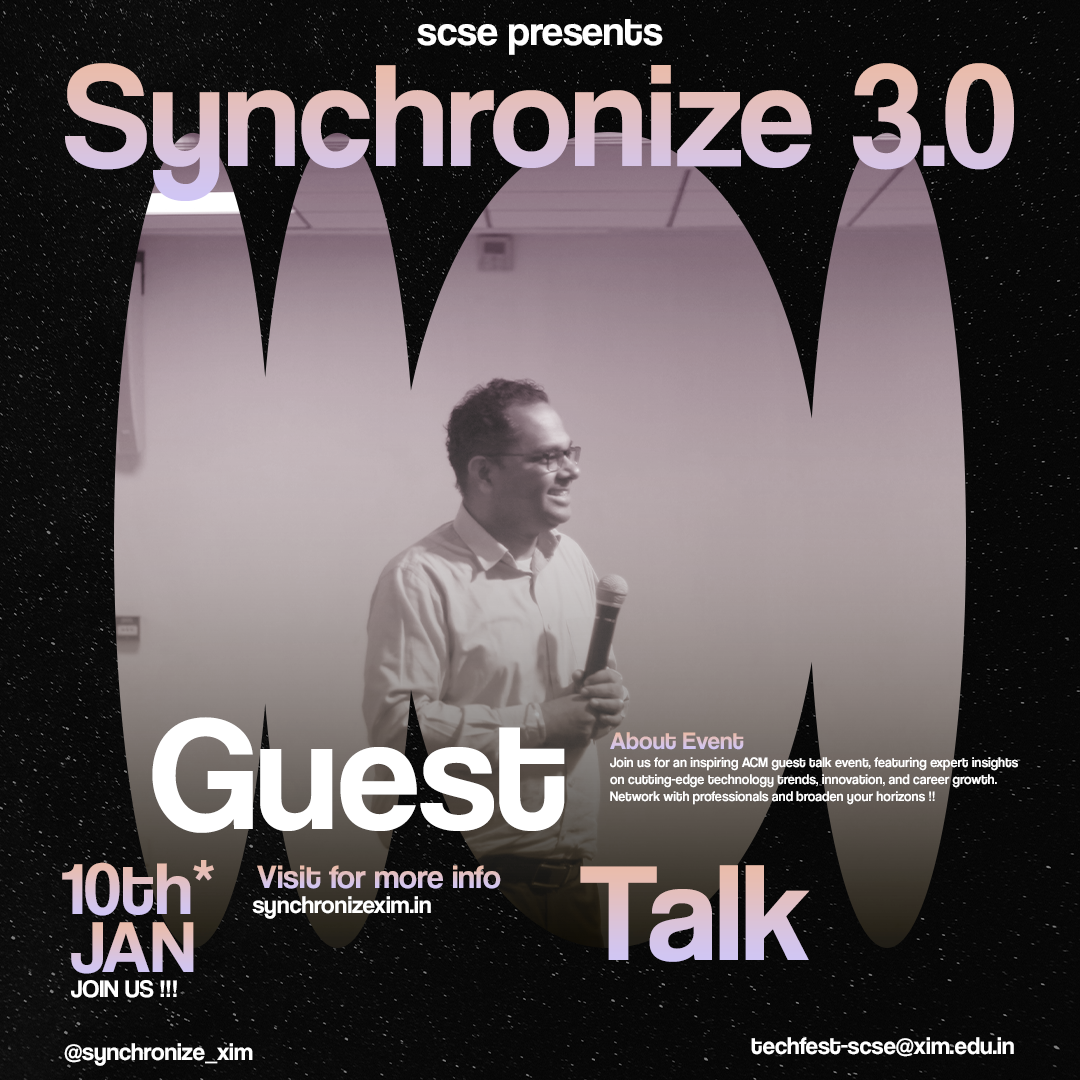 scse presents
Synchronize 3.0
Guest
About Event
Join us for an inspiring ACM guest talk event, featuring expert insights
on cutting-edge technology trends, innovation, and career growth.
Network with professionals and broaden your horizons !!
10th*
JAN
JOIN US !!!
Visit for more info
synchronizexim.in
Talk
@synchronize_xim
techfest-scse@xim.edu.in